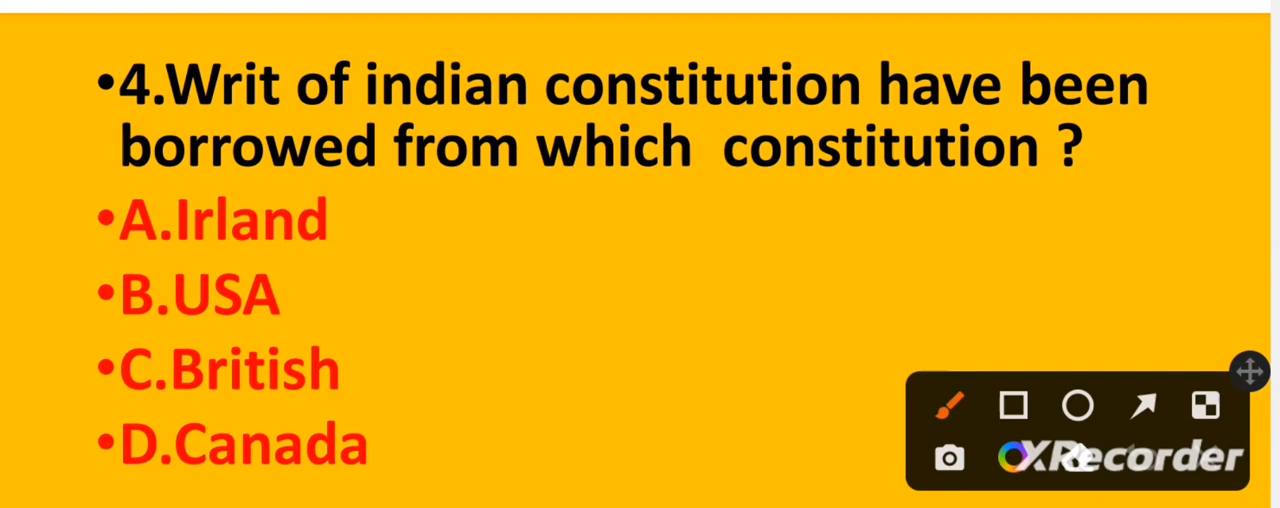 •4.Writ of indian constitution have been
borrowed from which constitution ?
•A.Irland
•B.USA
•C.British
•D.Canada
XRecorder